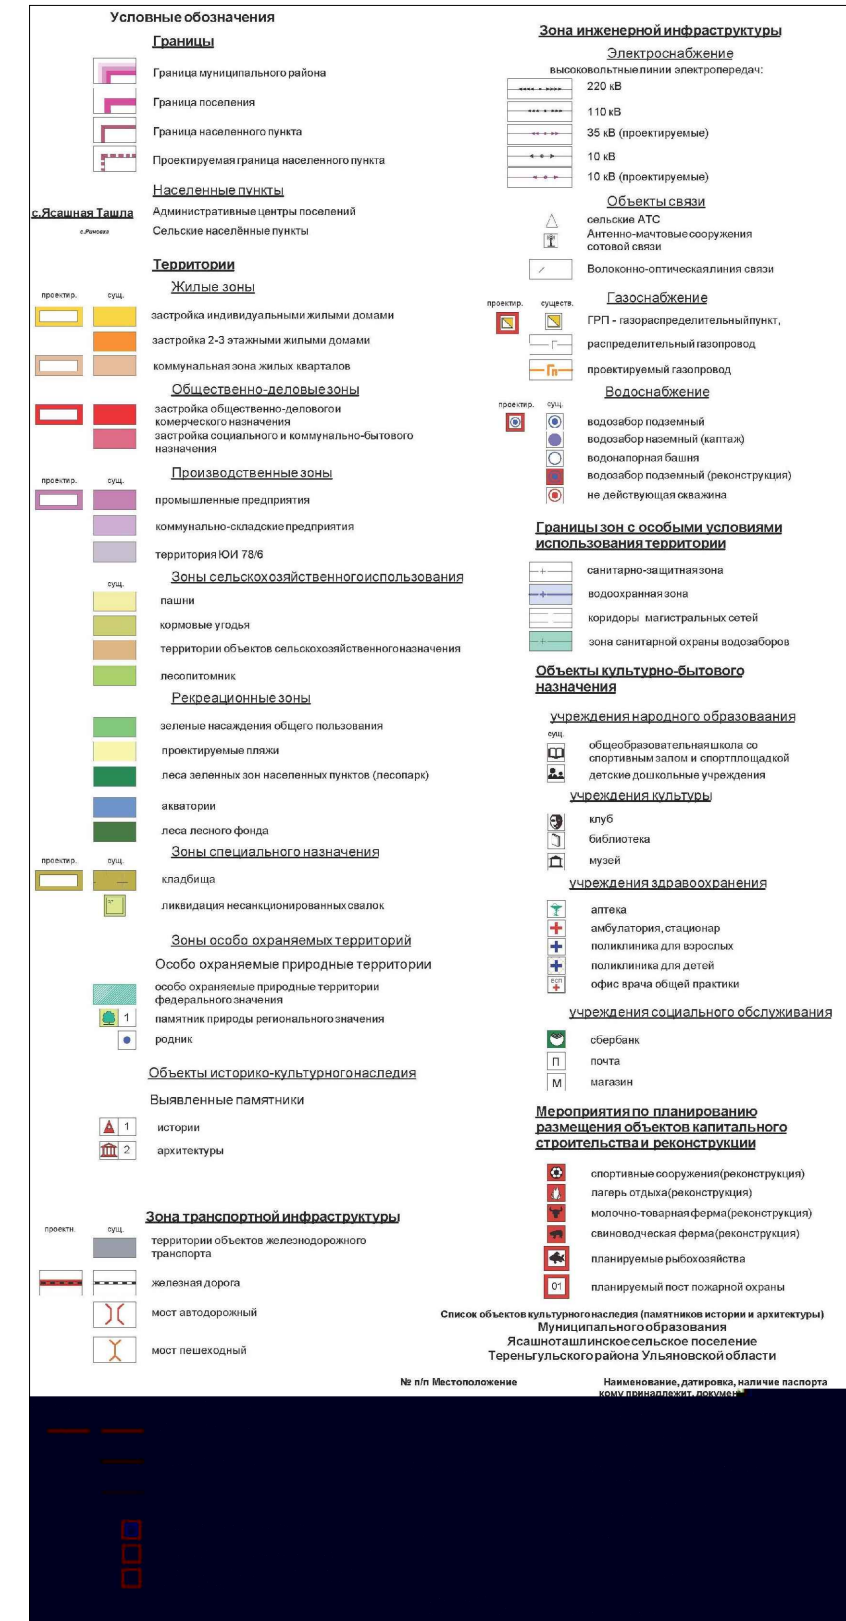 Условные обозначения
Границы
Граница муниципального района
Граница поселения
Граница населенного пункта
Проектируемая граница населенного пункта
Населенные пункты
с.Ясашная Ташла Административные центры поселений
Сельские населённые пункты
Территории
Жилые зоны
проектир. сущ.
застройка индивидуальными жилыми домами
застройка 2-3 этажными жилыми домами
коммунальная зона жилых кварталов
Общественно-деловые зоны
проектир. сущ.
застройка общественно-деловогои
комерческого назначения
застройка социального и коммунально-бытового
назначения
Производственные зоны
проектир. сущ.
промышленные предприятия
коммунально-складские предприятия
территория ЮИ 78/6
Зоны сельскохозяйственного использования
сущ.
пашни
кормовые угодья
территории объектов сельскохозяйственного назначения
лесопитомник
Рекреационные зоны
зеленые насаждения общего пользования
проектируемые пляжи
леса зеленных зон населенных пунктов (лесопарк)
акватории
леса лесного фонда
Зоны специального назначения
проектир. сущ.
кладбища
ликвидация несанкционированных свалок
Зоны особо охраняемых территорий
Особо охраняемые природные территории
особо охраняемые природные территории
федерального значения
1 памятник природы регионального значения
родник
Объекты историко-культурного наследия
Выявленные памятники
1 истории
2 архитектуры
Зона транспортной инфраструктуры
проектн. сущ.
территории объектов железнодорожного
транспорта
железная дорога
мост автодорожный
мост пешеходный
Зона инженерной инфраструктуры
Электроснабжение
высоковольтные линии электропередач:
220 кВ
110 кВ
35 кВ (проектируемые)
10 кВ
10 кВ (проектируемые)
Объекты связи
сельские АТС
Антенно-мачтовые сооружения
сотовой связи
Волоконно-оптическая линия связи
Газоснабжение
проектир. существ.
ГРП - газораспределительный пункт,
Г распределительный газопровод
Гп проектируемый газопровод
Водоснабжение
проектир. сущ.
водозабор подземный
водозабор наземный (каптаж)
водонапорная башня
водозабор подземный (реконструкция)
не действующая скважина
Границы зон с особыми условиями
использования территории
санитарно-защитная зона
водоохранная зона
коридоры магистральных сетей
зона санитарной охраны водозаборов
Объекты культурно-бытового
назначения
учреждения народного образоваания
сущ.
общеобразовательная школа со
спортивным залом и спортплощадкой
детские дошкольные учреждения
учреждения культуры
клуб
библиотека
музей
учреждения здравоохранения
аптека
амбулатория, стационар
поликлиника для взрослых
поликлиника для детей
офис врача общей практики
учреждения социального обслуживания
сбербанк
П почта
М магазин
Мероприятия по планированию
размещения объектов капитального
строительства и реконструкции
спортивные сооружения(реконструкция)
лагерь отдыха(реконструкция)
молочно-товарная ферма(реконструкция)
свиноводческая ферма(реконструкция)
планируемые рыбохозяйства
01 планируемый пост пожарной охраны
Список объектов культурного наследия (памятников истории и архитектуры)
Муниципального образования
Ясашноташлинское сельское поселение
Тереньгульского района Ульяновской области
№ п/п Местоположение Наименование, датировка, наличие паспорта
кому принадлежит, докумен